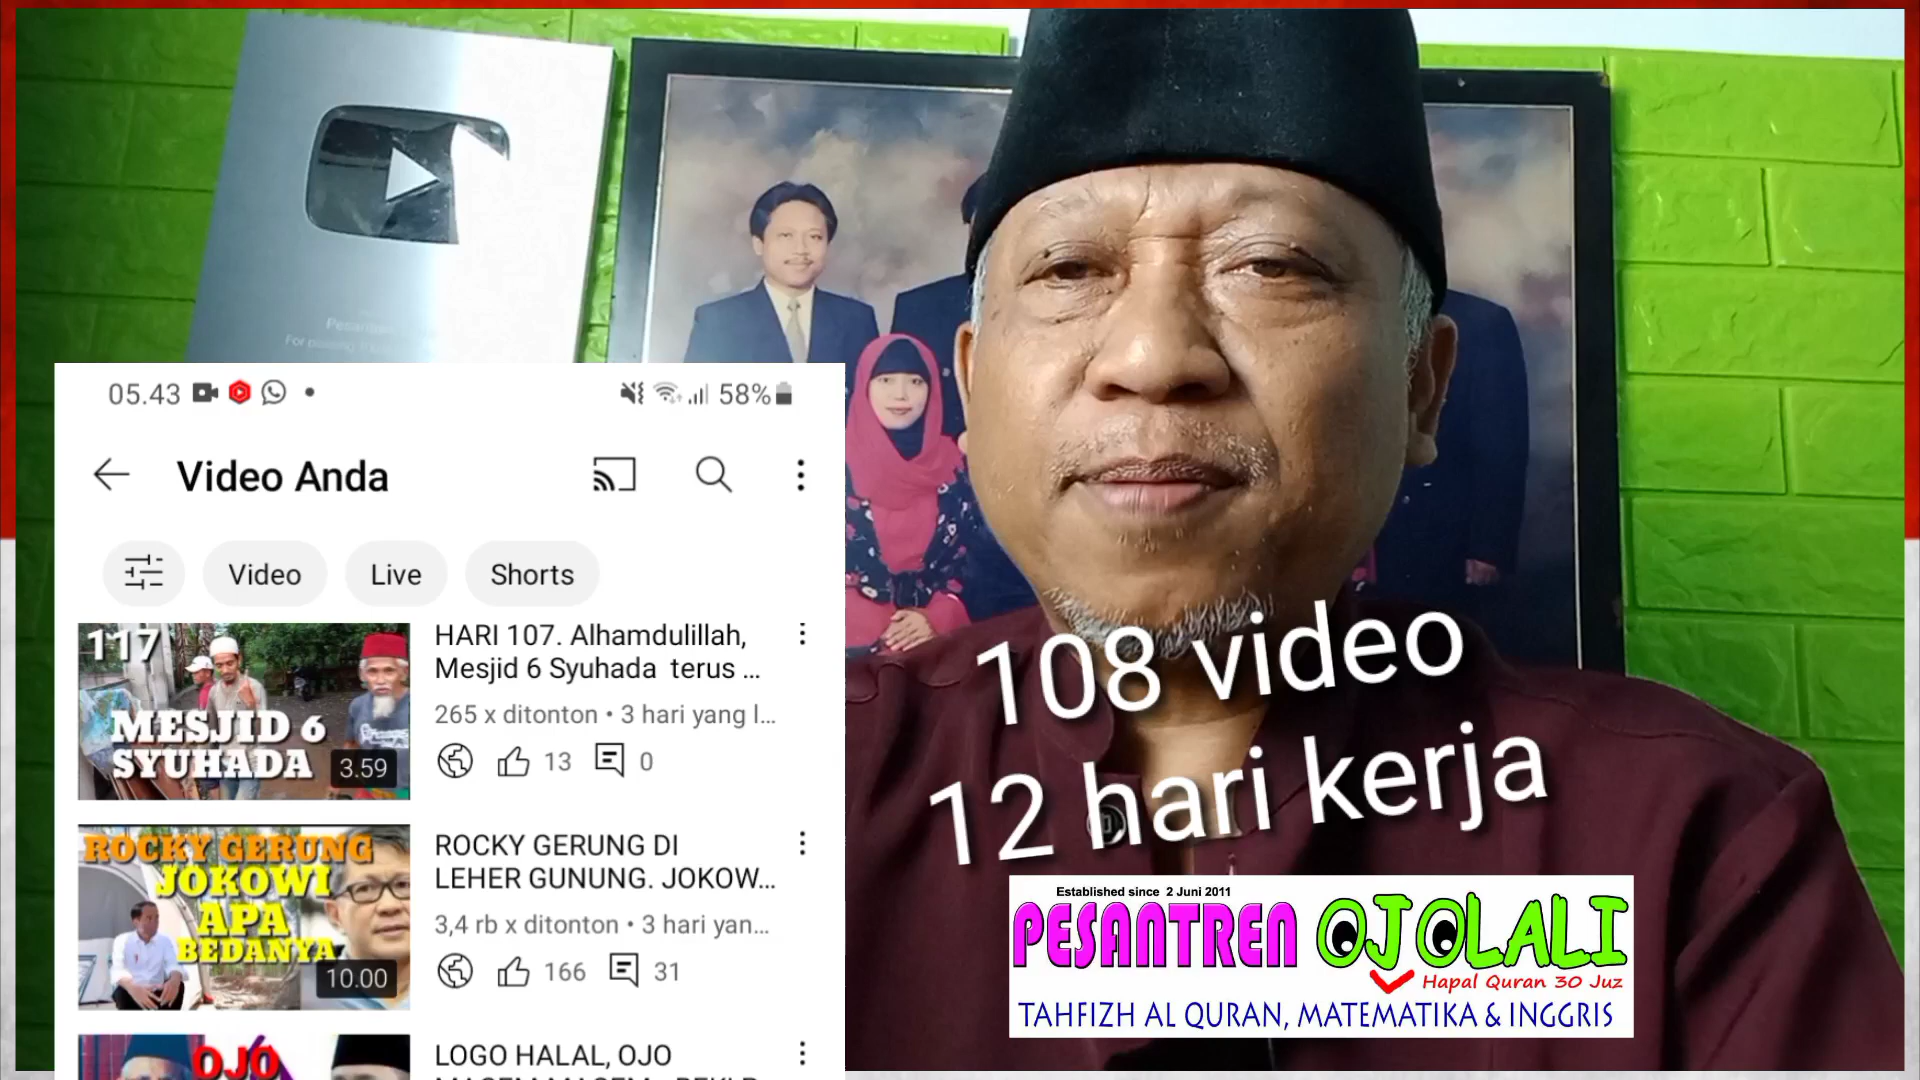 05.43
58%
Video Anda
Video
Live
Shorts
117
MESJID 6
SYUHADA
3.59
HARI 107. Alhamdulillah,
Mesjid 6 Syuhada terus ...
265 x ditonton • 3 hari yang l...
13
0
ROCKY GERUNG
JOKOWI
APA
BEDANYA
10.00
ROCKY GERUNG DI
LEHER GUNUNG. JOKOW...
3,4 rb x ditonton • 3 hari yan...
166
31
OJO
LOGO HALAL, OJO
108 video
12 hari kerja
Established since 2 Juni 2011
PESANTREN OJOLALI
Hapal Quran 30 Juz
TAHFIZH AL QURAN, MATEMATIKA & INGGRIS